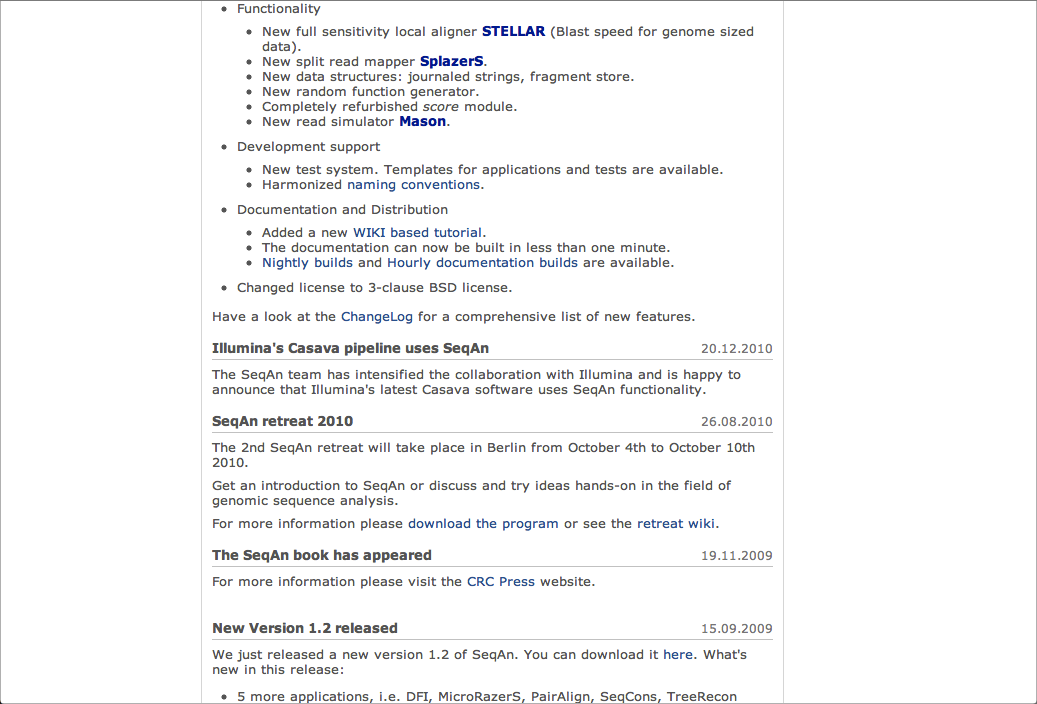 Functionality
New full sensitivity local aligner STELLAR (Blast speed for genome sized
data).
New split read mapper SplazerS.
New data structures: journaled strings, fragment store.
New random function generator.
Completely refurbished score module.
New read simulator Mason.
Development support
New test system. Templates for applications and tests are available.
Harmonized naming conventions.
Documentation and Distribution
Added a new WIKI based tutorial.
The documentation can now be built in less than one minute.
Nightly builds and Hourly documentation builds are available.
Changed license to 3-clause BSD license.
Have a look at the ChangeLog for a comprehensive list of new features.
Illumina's Casava pipeline uses SeqAn 20.12.2010
The SeqAn team has intensified the collaboration with Illumina and is happy to
announce that Illumina's latest Casava software uses SeqAn functionality.
SeqAn retreat 2010 26.08.2010
The 2nd SeqAn retreat will take place in Berlin from October 4th to October 10th
2010.
Get an introduction to SeqAn or discuss and try ideas hands-on in the field of
genomic sequence analysis.
For more information please download the program or see the retreat wiki.
The SeqAn book has appeared 19.11.2009
For more information please visit the CRC Press website.
New Version 1.2 released 15.09.2009
We just released a new version 1.2 of SeqAn. You can download it here. What's
new in this release:
5 more applications, i.e. DFI, MicroRazerS, PairAlign, SeqCons, TreeRecon